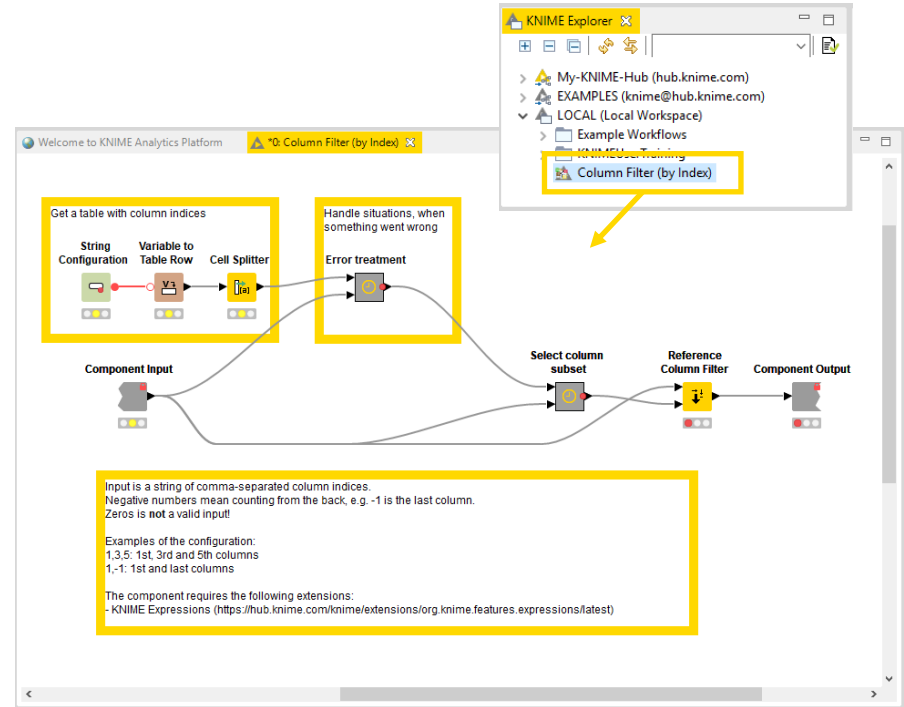 KNIME Explorer
My-KNIME-Hub (hub.knime.com)
EXAMPLES (knime@hub.knime.com)
LOCAL (Local Workspace)
Example Workflows
KNIMEUserTraining
Column Filter (by Index)
Welcome to KNIME Analytics Platform
*0: Column Filter (by Index)
Get a table with column indices
Handle situations, when
something went wrong
String
Configuration
Variable to
Table Row
Cell Splitter
Error treatment
Component Input
Select column
subset
Reference
Column Filter
Component Output
Input is a string of comma-separated column indices.
Negative numbers mean counting from the back, e.g. -1 is the last column.
Zeros is not a valid input!
Examples of the configuration:
1,3,5: 1st, 3rd and 5th columns
1,-1: 1st and last columns
The component requires the following extensions:
- KNIME Expressions (https://hub.knime.com/knime/extensions/org.knime.features.expressions/latest)